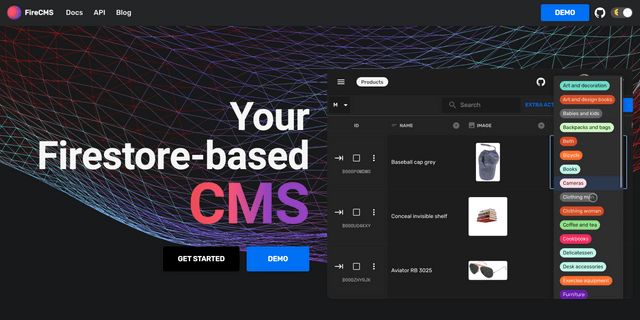 FireCMS
Docs
API
Blog
DEMO
Your
Firestore-based
CMS
GET STARTED
DEMO
Products
M
Search
EXTRA ACT
ID
NAME
IMAGE
Baseball cap grey
Conceal invisible shelf
Aviator RB 3025
Art and decoration
Art and design books
Babies and kids
Backpacks and bags
Bath
Bicycle
Books
Cameras
Clothing
Clothing woman
Coffee and tea
Cookbooks
Delicatessen
Desk accessories
Exercise equipment
Furniture